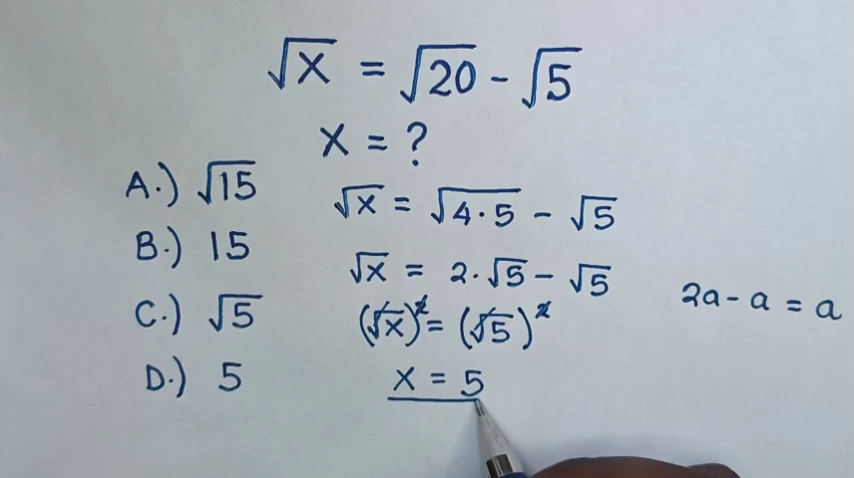 √x = √20 - √5
x = ?
A.) √15
B.) 15
C.) √5
D.) 5
√x = √4·5 - √5
√x = 2·√5 - √5
(√x)² = (√5)²
x = 5
2a - a = a